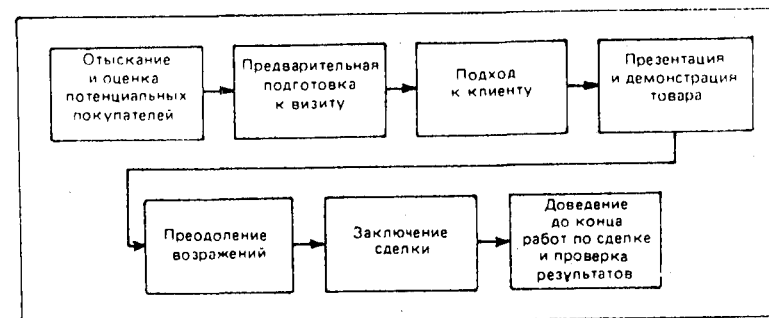 Отыскание
и оценка
потенциальных
покупателей
Предварительная
подготовка
к визиту
Подход
к клиенту
Презентация
и демонстрация
товара
Преодоление
возражений
Заключение
сделки
Доведение
до конца
работ по сделке
и проверка
результатов